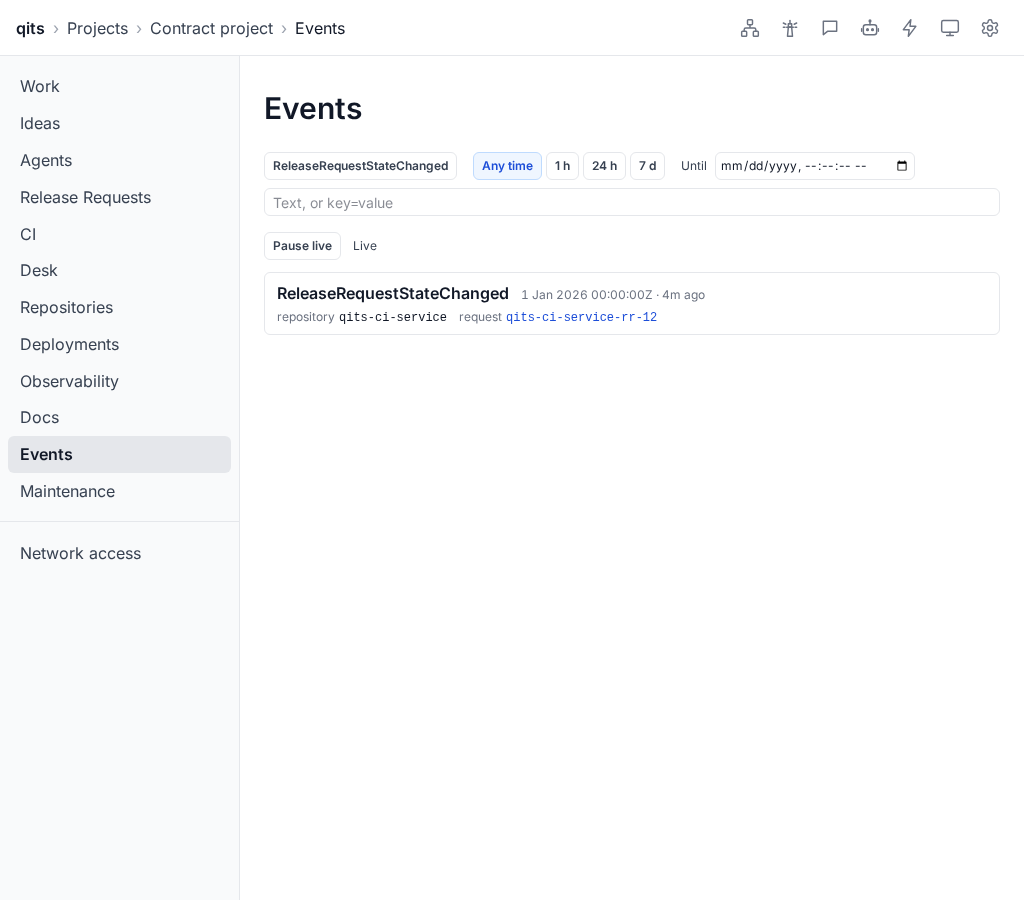 qits › Projects › Contract project › Events
Work
Ideas
Agents
Release Requests
CI
Desk
Repositories
Deployments
Observability
Docs
Events
Maintenance
Network access
Events
ReleaseRequestStateChanged Any time 1 h 24 h 7 d Until mm/dd/yyyy, --:--:-- --
Text, or key=value
Pause live Live
ReleaseRequestStateChanged 1 Jan 2026 00:00:00Z · 4m ago
repository qits-ci-service request qits-ci-service-rr-12